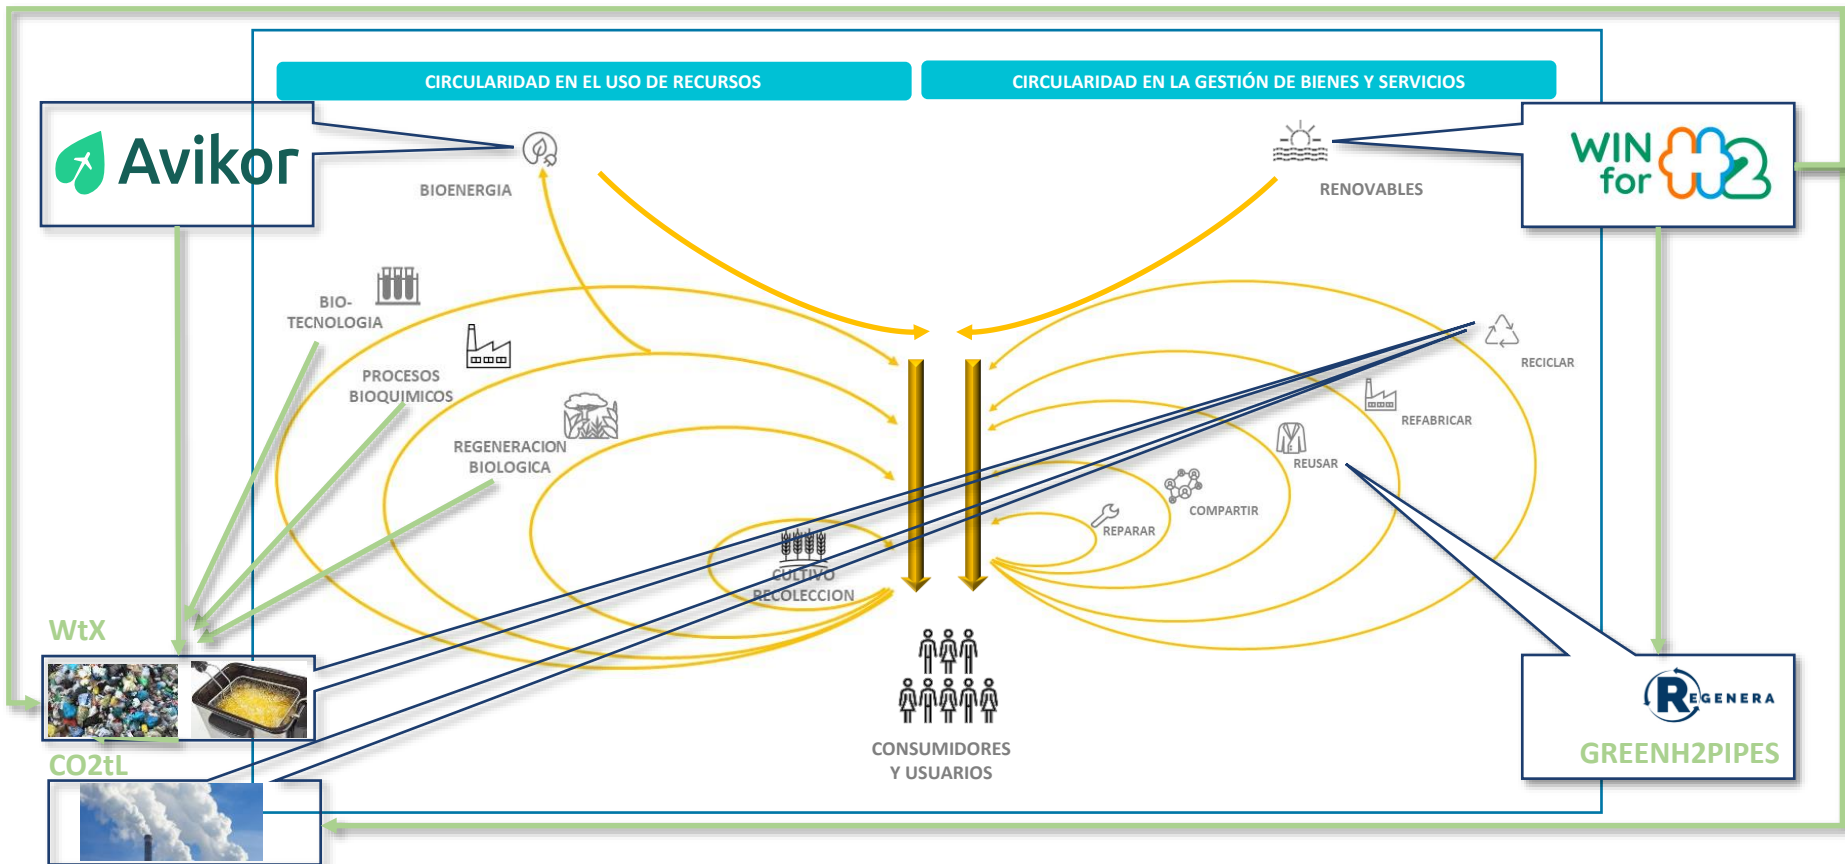 CIRCULARIDAD EN EL USO DE RECURSOS
CIRCULARIDAD EN LA GESTIÓN DE BIENES Y SERVICIOS
Avikor
WIN
for H2
BIOENERGIA
RENOVABLES
BIO-
TECNOLOGIA
PROCESOS
BIOQUIMICOS
REGENERACION
BIOLOGICA
CULTIVO
RECOLECCION
RECICLAR
REFABRICAR
REUSAR
COMPARTIR
REPARAR
WtX
CO2tL
CONSUMIDORES
Y USUARIOS
REGENERA
GREENH2PIPES